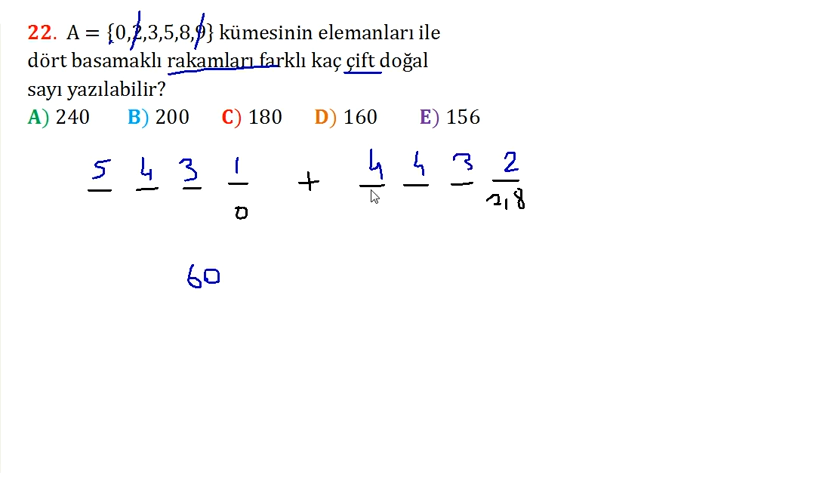 22. A = {0,2,3,5,8,9} kümesinin elemanları ile
dört basamaklı rakamları farklı kaç çift doğal
sayı yazılabilir?
A) 240 B) 200 C) 180 D) 160 E) 156
5 4 3 1 + 4 4 3 2
0 2,8
60